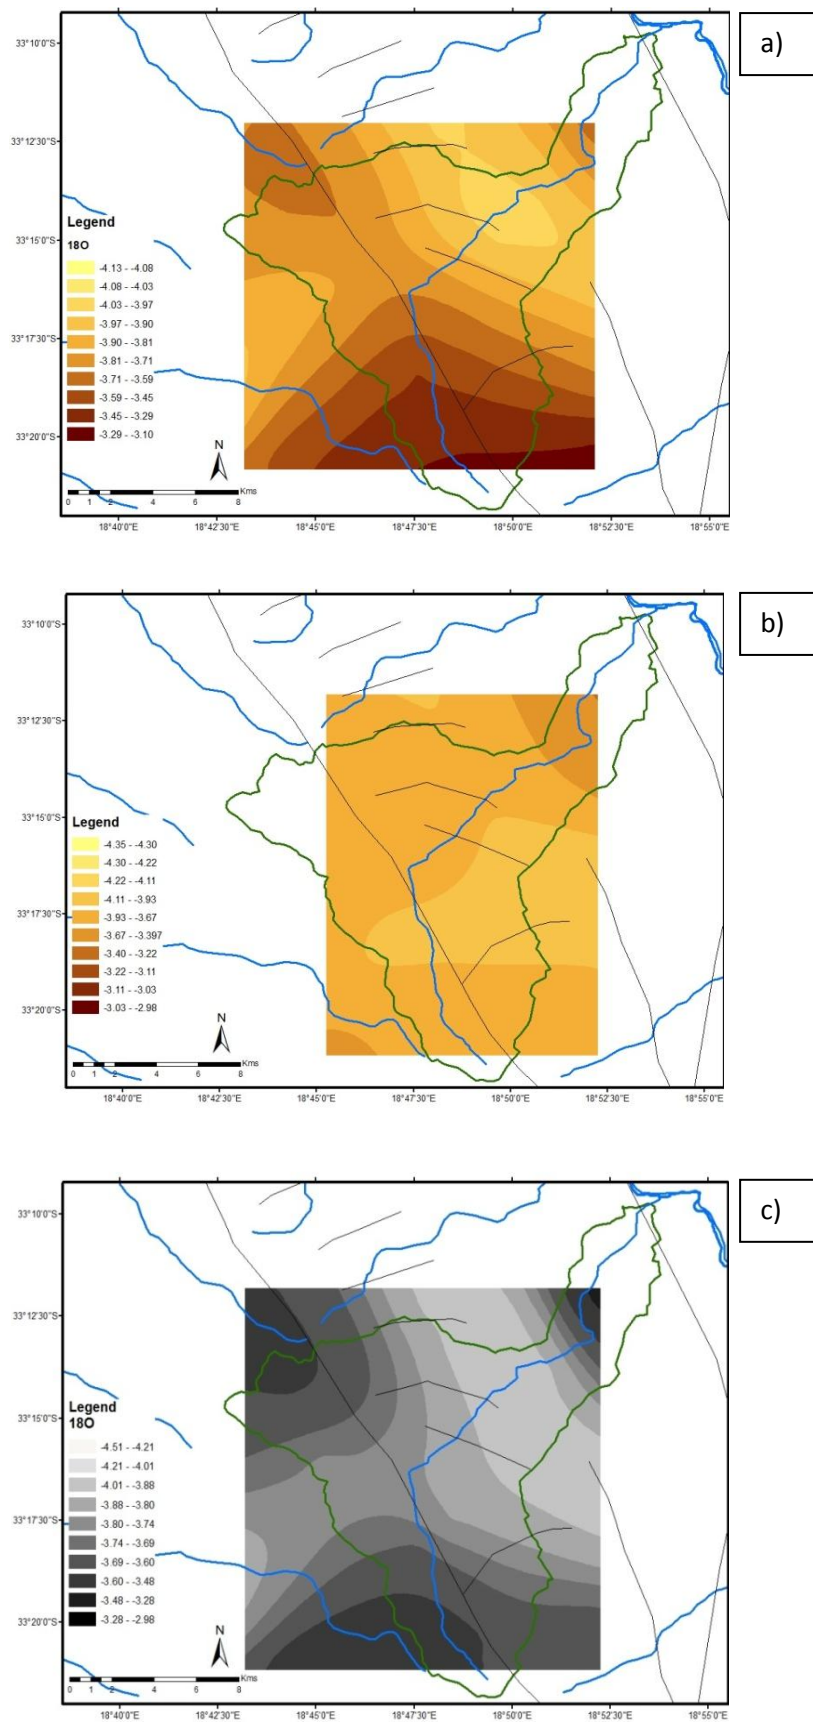 a)
33°10'0"S
33°12'30"S
33°15'0"S
33°17'30"S
33°20'0"S
Legend
18O
-4.13 - -4.08
-4.08 - -4.03
-4.03 - -3.97
-3.97 - -3.90
-3.90 - -3.81
-3.81 - -3.71
-3.71 - -3.59
-3.59 - -3.45
-3.45 - -3.29
-3.29 - -3.10
N
Kms
0 1 2 4 6 8
18°40'0"E 18°42'30"E 18°45'0"E 18°47'30"E 18°50'0"E 18°52'30"E 18°55'0"E
b)
33°10'0"S
33°12'30"S
33°15'0"S
33°17'30"S
33°20'0"S
Legend
-4.35 - -4.30
-4.30 - -4.22
-4.22 - -4.11
-4.11 - -3.93
-3.93 - -3.67
-3.67 - -3.397
-3.40 - -3.22
-3.22 - -3.11
-3.11 - -3.03
-3.03 - -2.98
N
Kms
0 1 2 4 6 8
18°40'0"E 18°42'30"E 18°45'0"E 18°47'30"E 18°50'0"E 18°52'30"E 18°55'0"E
c)
33°10'0"S
33°12'30"S
33°15'0"S
33°17'30"S
33°20'0"S
Legend
18O
-4.51 - -4.21
-4.21 - -4.01
-4.01 - -3.88
-3.88 - -3.80
-3.80 - -3.74
-3.74 - -3.69
-3.69 - -3.60
-3.60 - -3.48
-3.48 - -3.28
-3.28 - -2.98
N
Kms
0 1 2 4 6 8
18°40'0"E 18°42'30"E 18°45'0"E 18°47'30"E 18°50'0"E 18°52'30"E 18°55'0"E